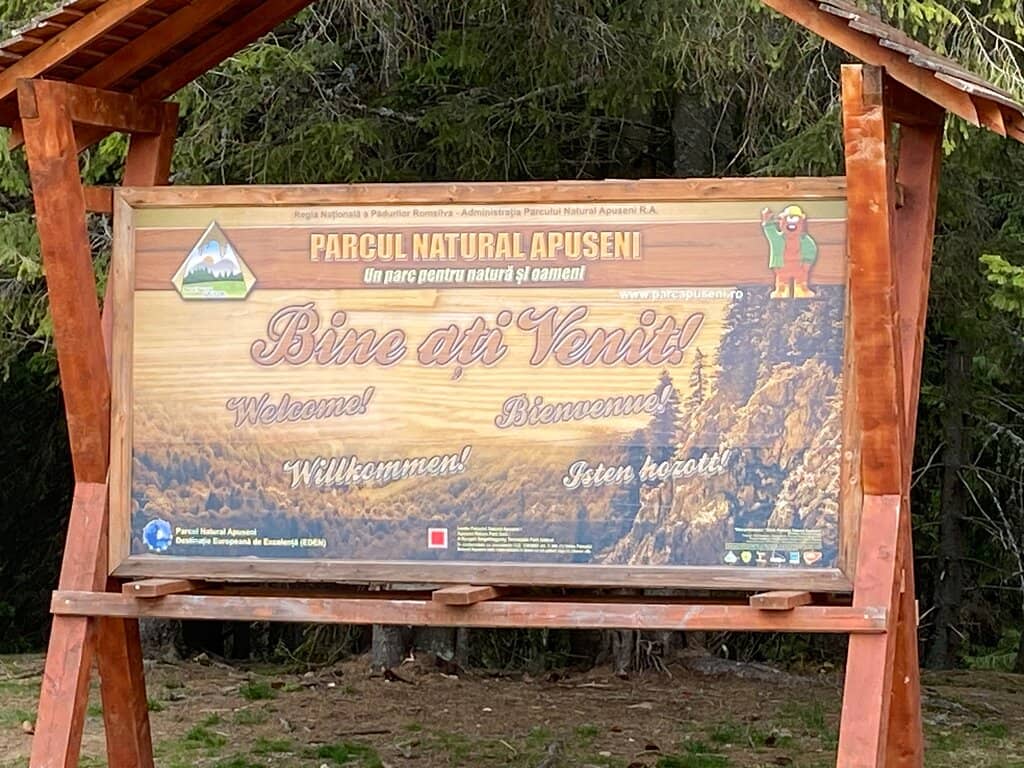 Regia Națională a Pădurilor Romsilva - Administrația Parcului Natural Apuseni R.A.
PARCUL NATURAL APUSENI
Un parc pentru natură și oameni
www.parcapuseni.ro
Bine ați Venit!
Welcome! Bienvenue!
Willkommen! Isten hozott!
Parcul Natural Apuseni
Destinație Europeană de Excelență (EDEN)